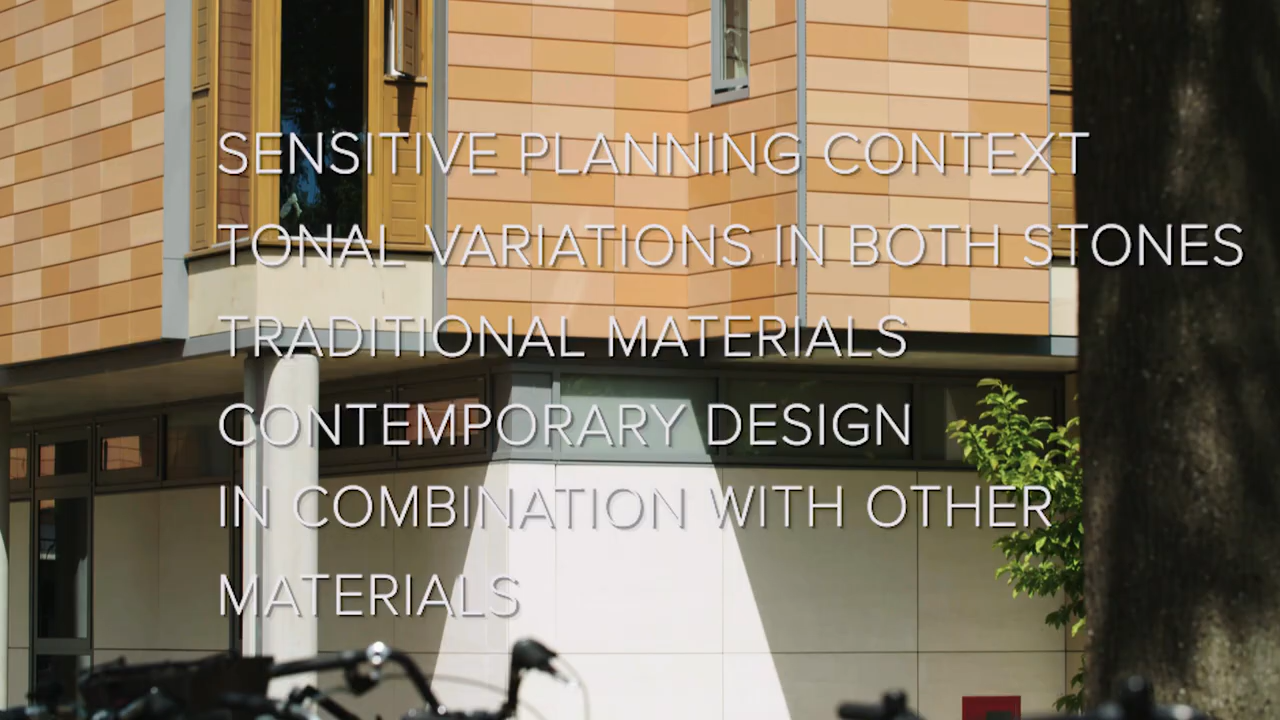 SENSITIVE PLANNING CONTEXT
TONAL VARIATIONS IN BOTH STONES
TRADITIONAL MATERIALS
CONTEMPORARY DESIGN
IN COMBINATION WITH OTHER
MATERIALS